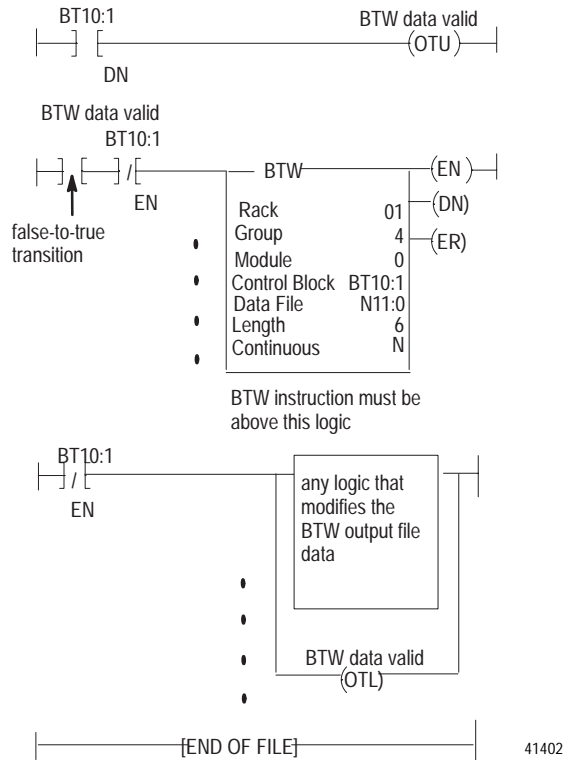 BT10:1
BTW data valid
(OTU)
DN
BTW data valid
BT10:1
EN
false-to-true
transition
BTW
(EN)
(DN)
(ER)
Rack 01
Group 4
Module 0
Control Block BT10:1
Data File N11:0
Length 6
Continuous N
BTW instruction must be
above this logic
BT10:1
EN
any logic that
modifies the
BTW output file
data
BTW data valid
(OTL)
[END OF FILE]
41402